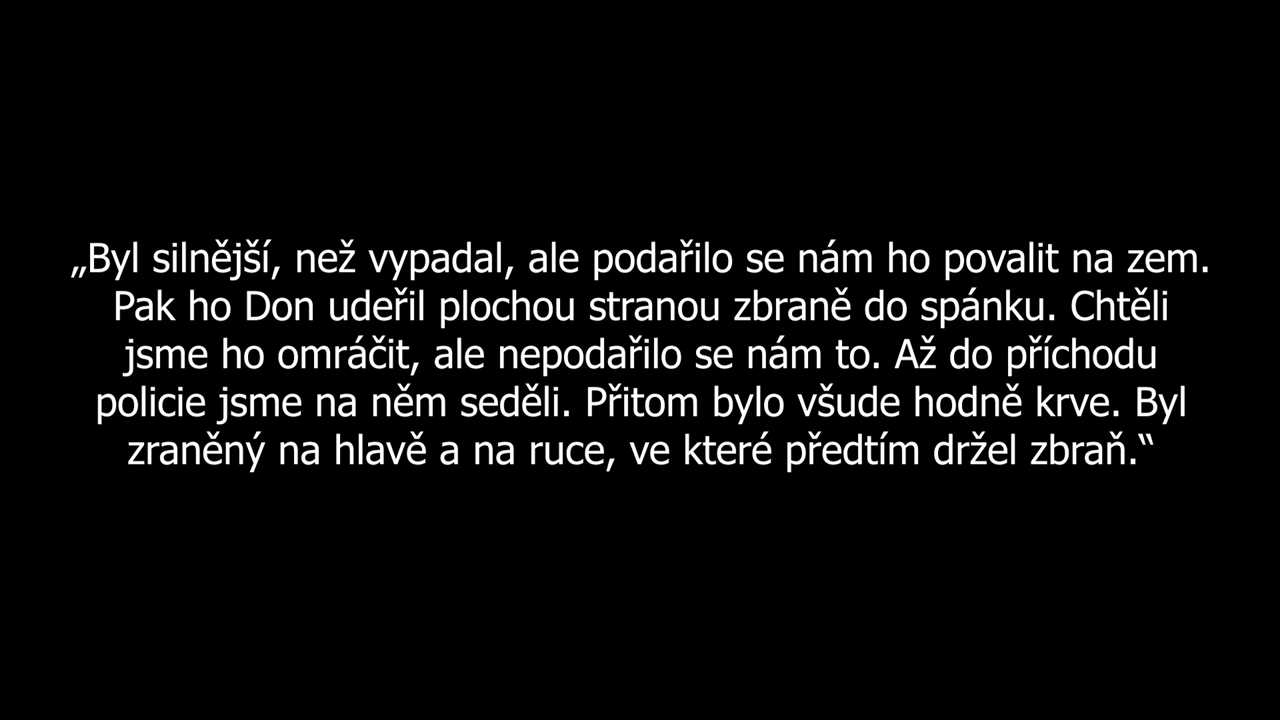 „Byl silnější, než vypadal, ale podařilo se nám ho povalit na zem.
Pak ho Don udeřil plochou stranou zbraně do spánku. Chtěli
jsme ho omráčit, ale nepodařilo se nám to. Až do příchodu
policie jsme na něm seděli. Přitom bylo všude hodně krve. Byl
zraněný na hlavě a na ruce, ve které předtím držel zbraň.“